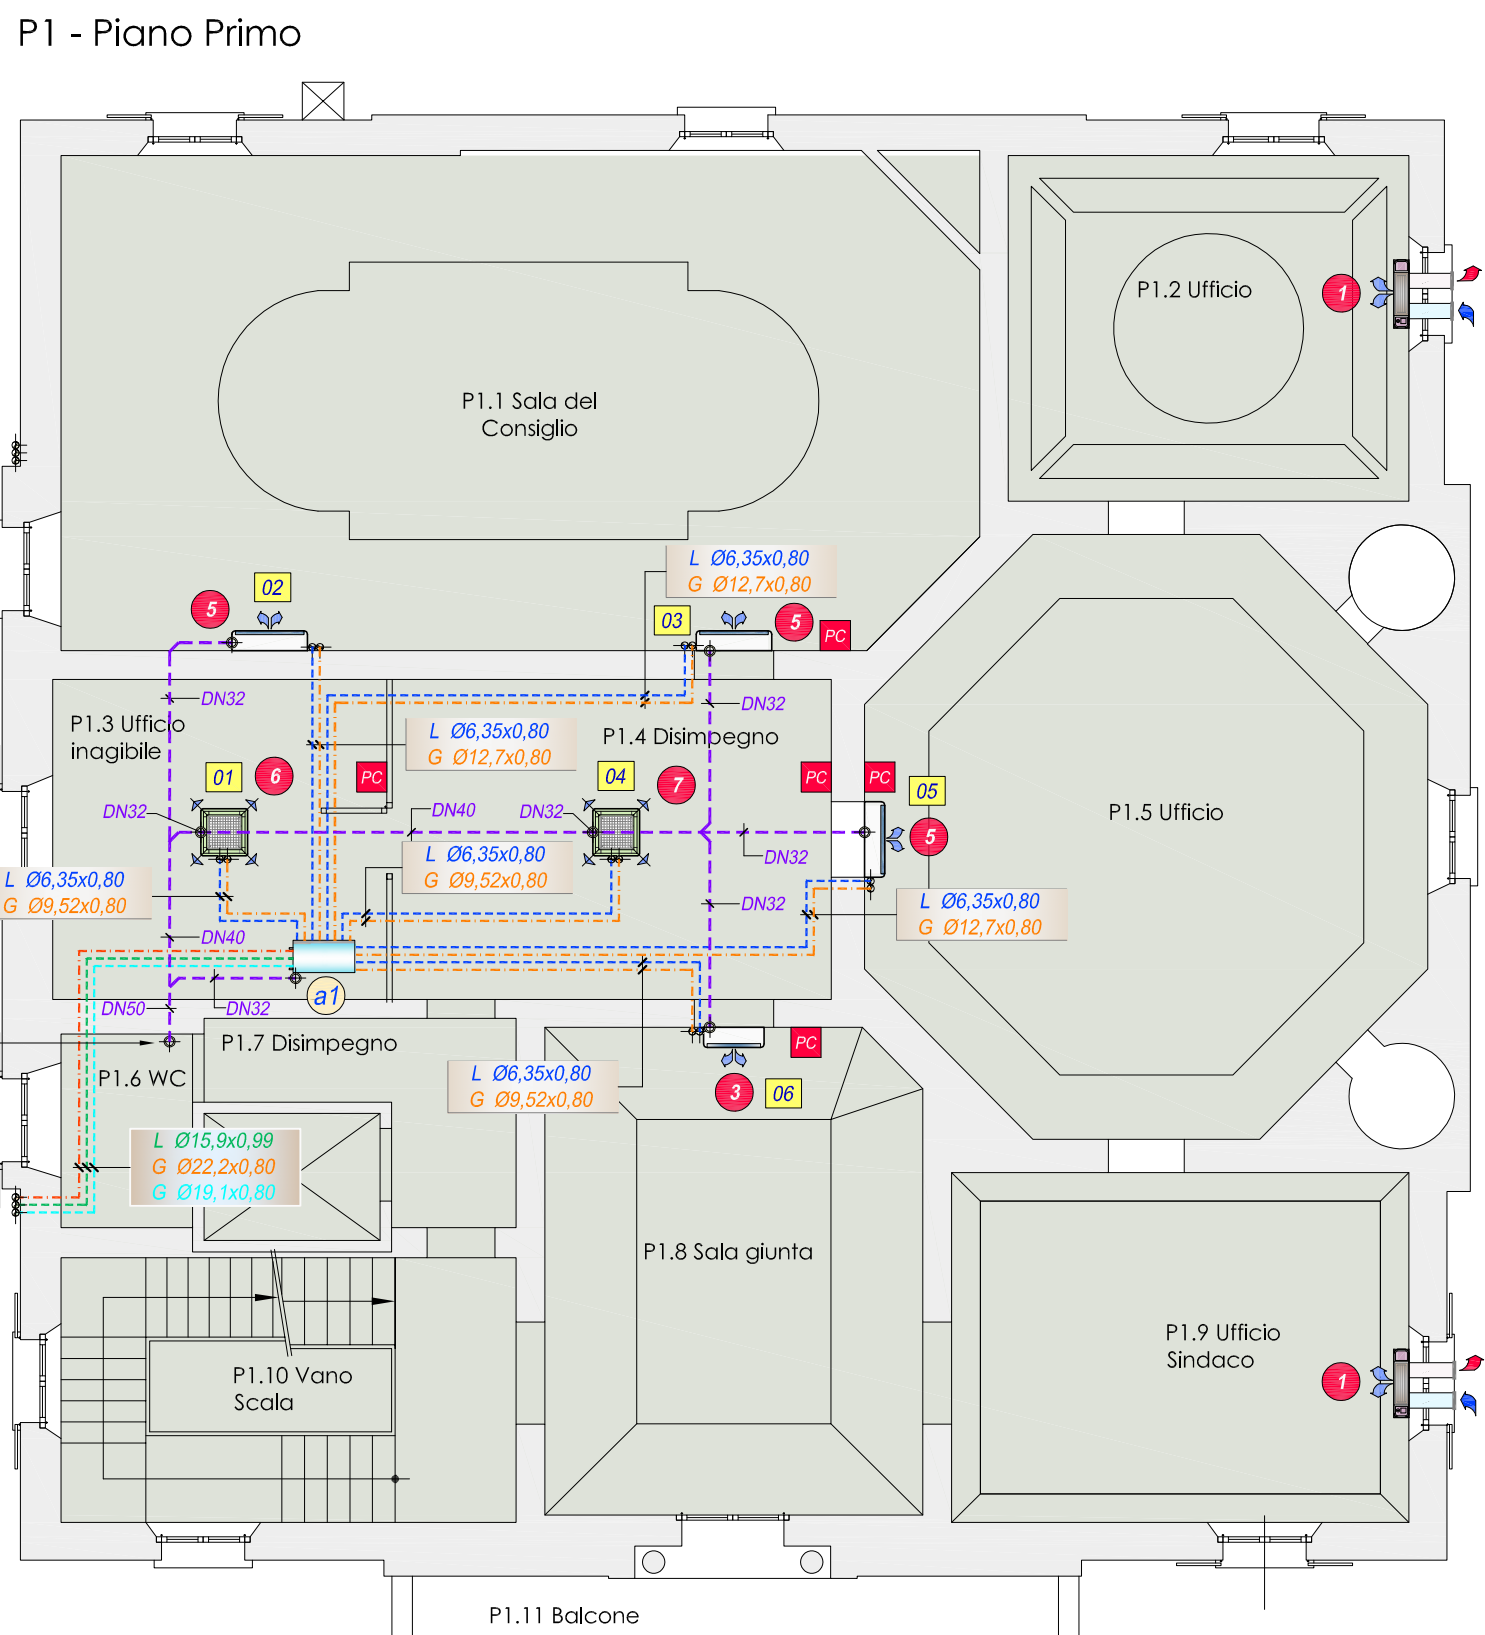 P1 - Piano Primo
P1.2 Ufficio
1
P1.1 Sala del
Consiglio
L Ø6,35x0,80
G Ø12,7x0,80
02
5
03
5
PC
DN32
DN32
P1.3 Ufficio
inagibile
L Ø6,35x0,80
G Ø12,7x0,80
P1.4 Disimpegno
01
6
PC
04
7
PC
PC
05
DN32
DN40
DN32
P1.5 Ufficio
5
L Ø6,35x0,80
G Ø9,52x0,80
DN32
L Ø6,35x0,80
G Ø9,52x0,80
DN32
L Ø6,35x0,80
G Ø12,7x0,80
DN40
a1
DN50
DN32
P1.7 Disimpegno
PC
P1.6 WC
L Ø6,35x0,80
G Ø9,52x0,80
3
06
L Ø15,9x0,99
G Ø22,2x0,80
G Ø19,1x0,80
P1.8 Sala giunta
P1.9 Ufficio
Sindaco
1
P1.10 Vano
Scala
P1.11 Balcone